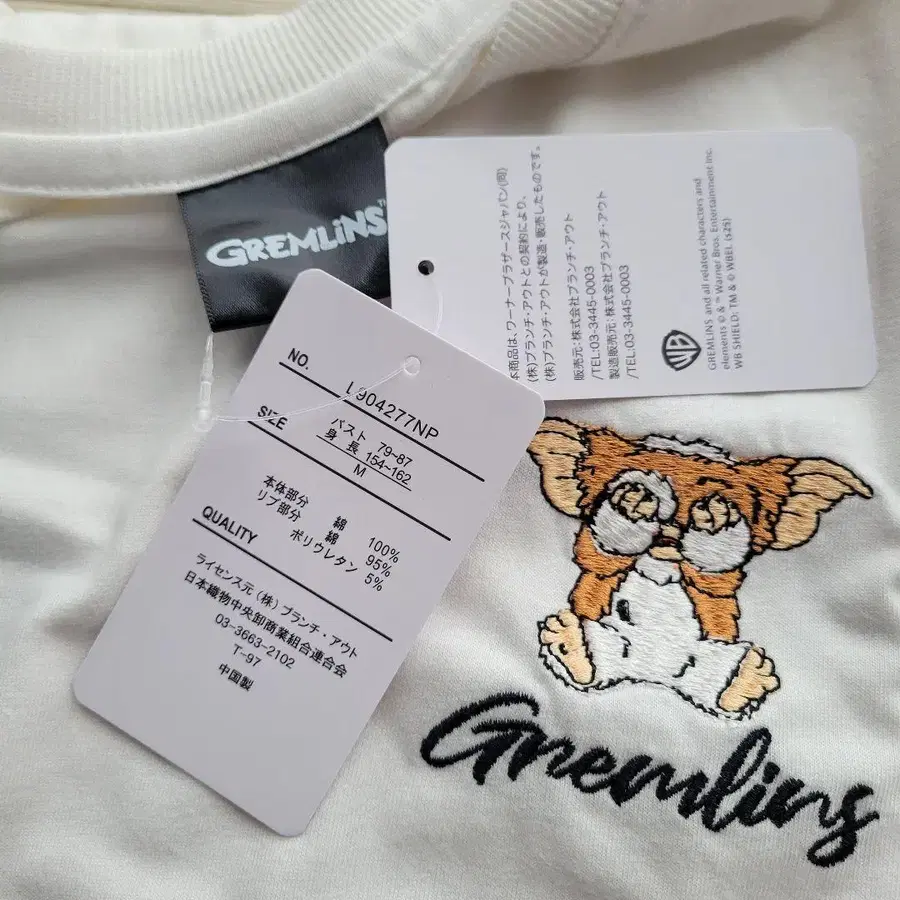 GREMLiNS™
本商品は、ワーナーブラザースジャパン(同)
(株)ブランチ・アウトとの契約により、
(株)ブランチ・アウトが製造・販売したものです。
販売元:株式会社ブランチ・アウト
/TEL:03-3445-0003
製造販売元:株式会社ブランチ・アウト
/TEL:03-3445-0003
WB
GREMLINS and all related characters and
elements © & ™ Warner Bros. Entertainment Inc.
WB SHIELD: TM & © WBEI. (s25)
NO.
L904277NP
SIZE
バスト 79~87
身長 154~162
M
本体部分 綿 100%
リブ部分 綿 95%
ポリウレタン 5%
QUALITY
ライセンス元(株)ブランチ・アウト
日本織物中央卸商業組合連合会
03-3663-2102
T-97
中国製
Gremlins